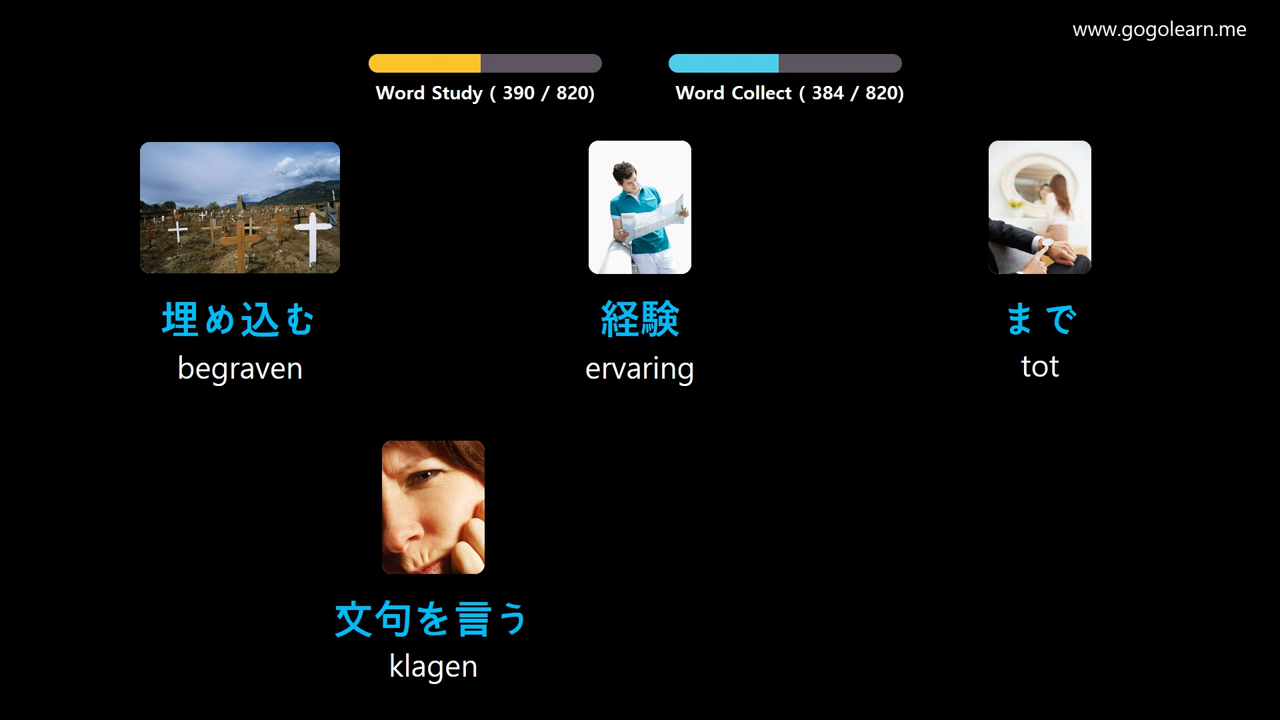 www.gogolearn.me
Word Study ( 390 / 820)
Word Collect ( 384 / 820)
埋め込む
begraven
経験
ervaring
まで
tot
文句を言う
klagen